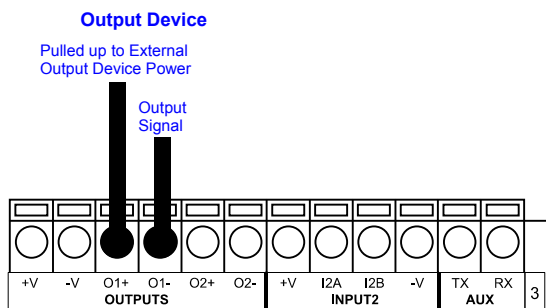 Output Device
Pulled up to External
Output Device Power
Output
Signal
+V -V O1+ O1- O2+ O2- +V I2A I2B -V TX RX
OUTPUTS INPUT2 AUX 3